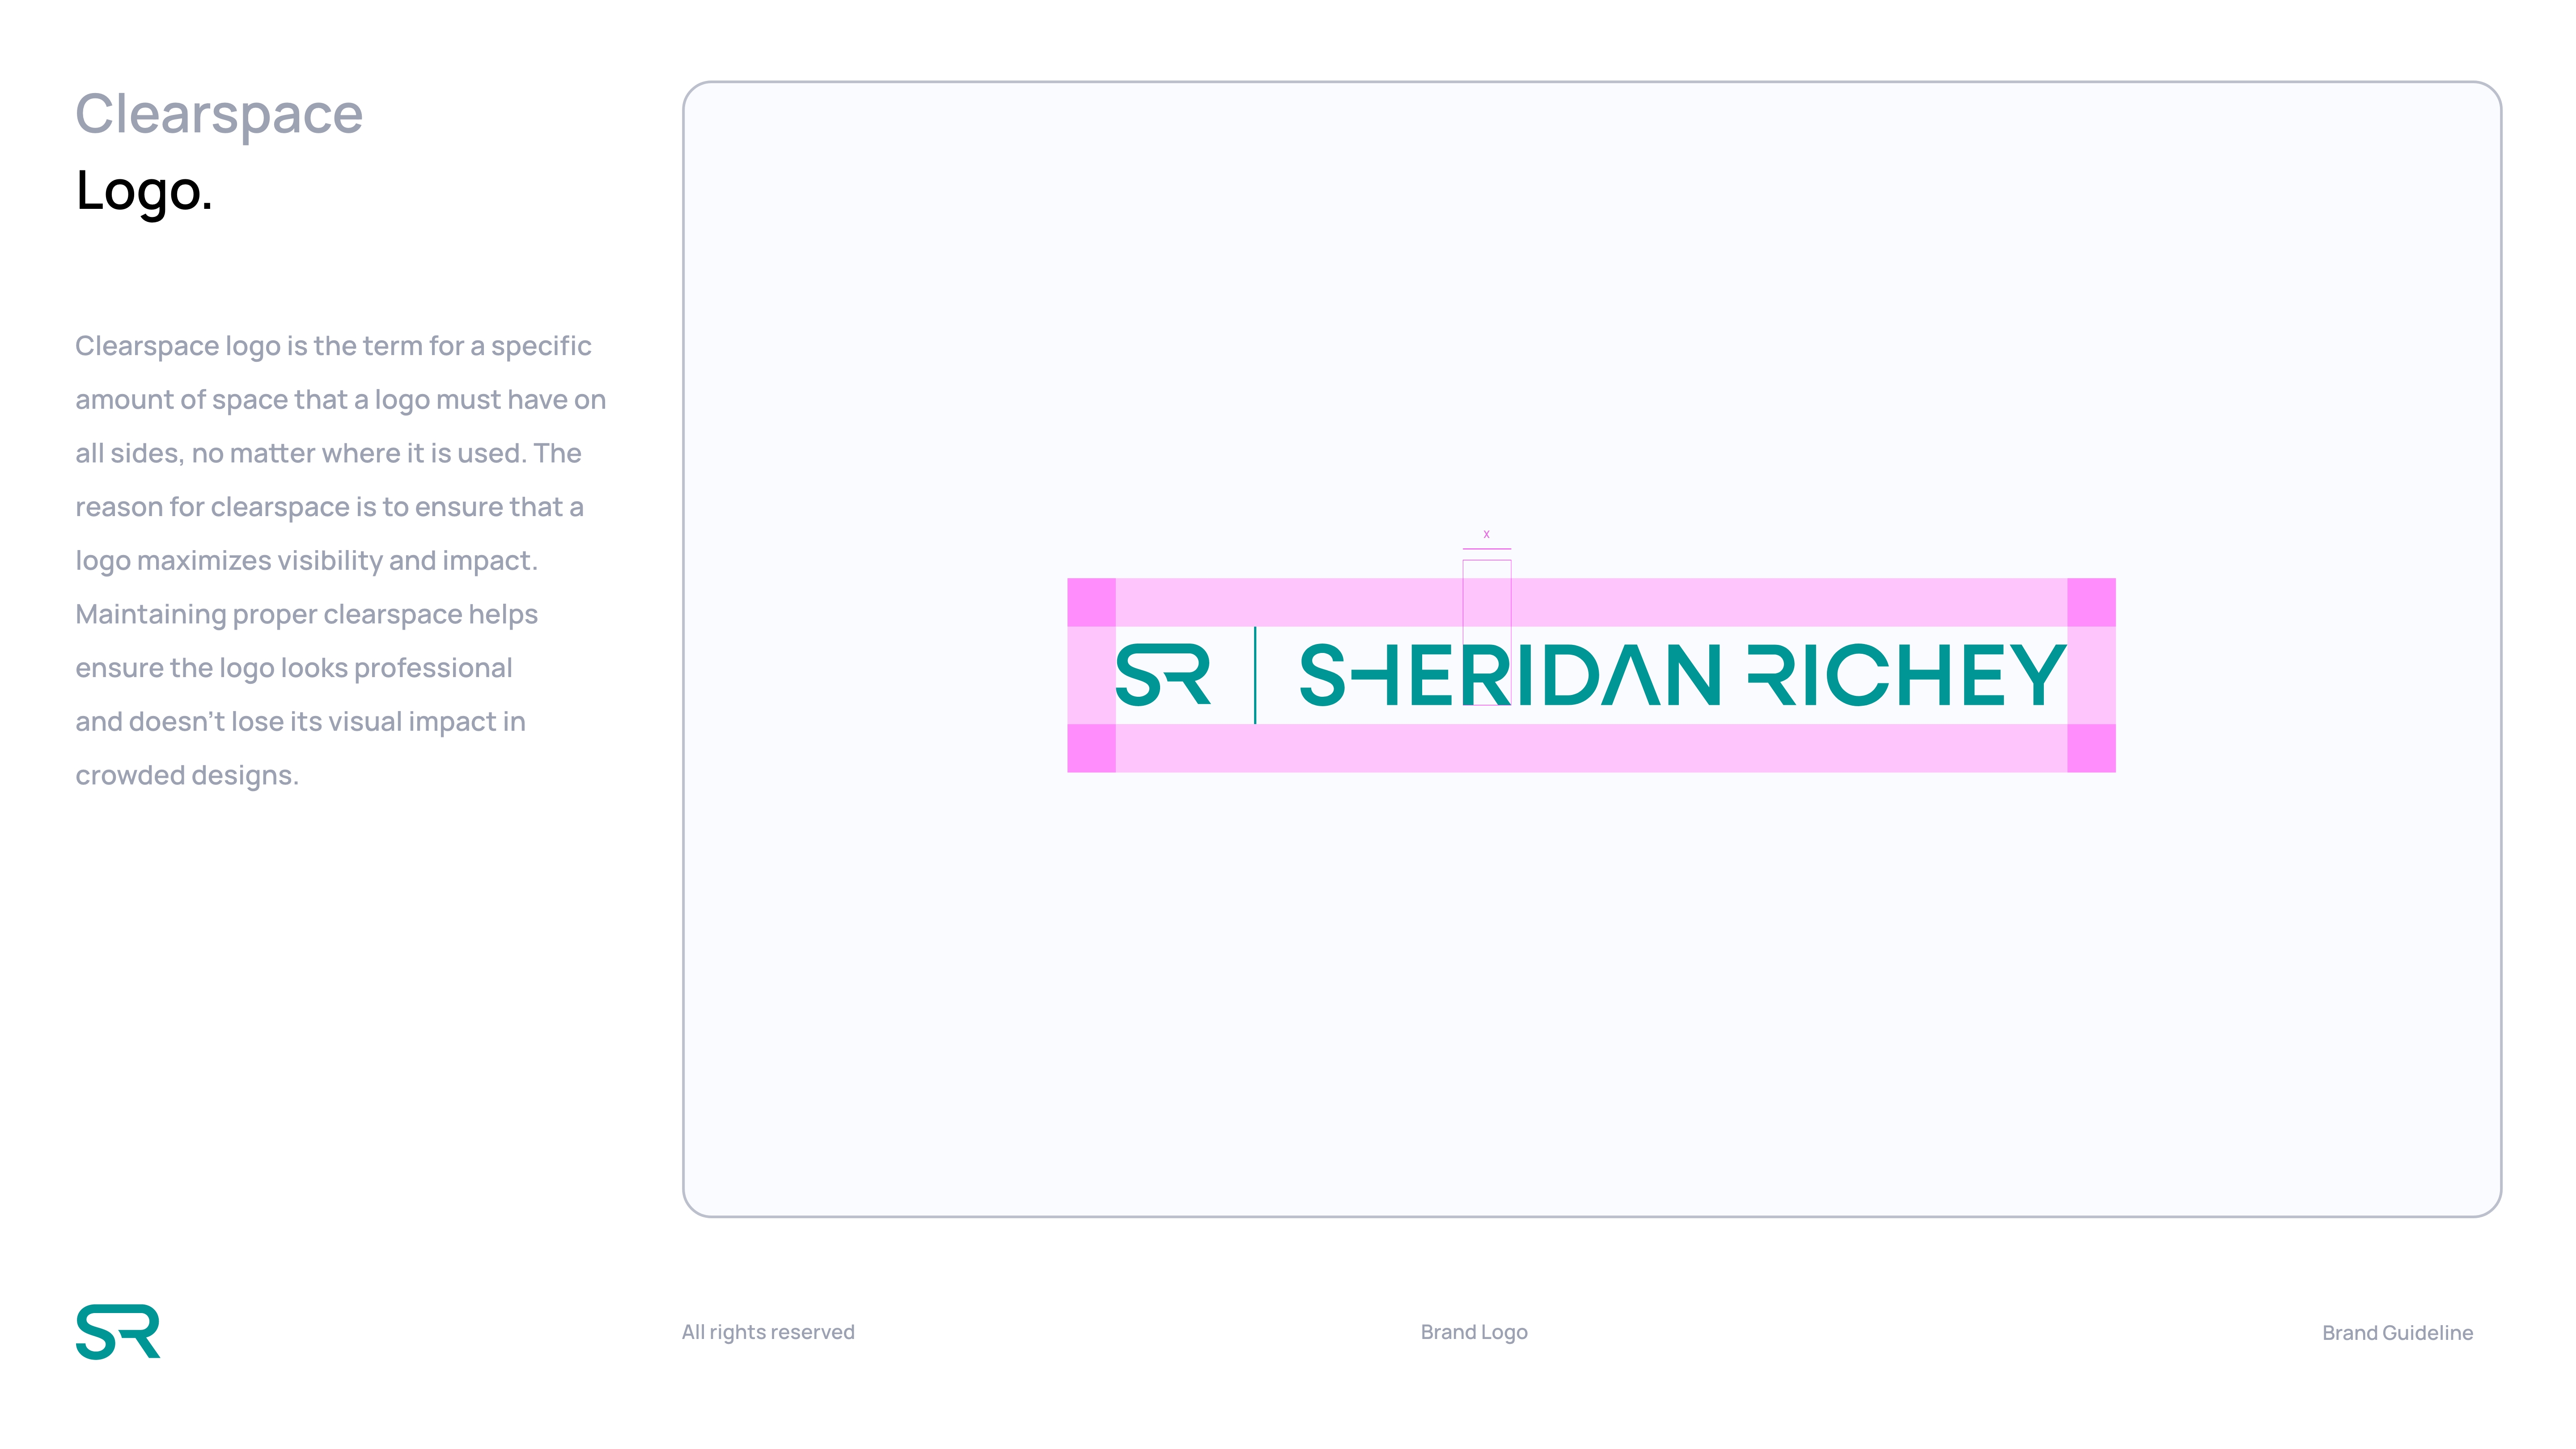 Clearspace
Logo.
Clearspace logo is the term for a specific
amount of space that a logo must have on
all sides, no matter where it is used. The
reason for clearspace is to ensure that a
logo maximizes visibility and impact.
Maintaining proper clearspace helps
ensure the logo looks professional
and doesn't lose its visual impact in
crowded designs.
x
SR | SHERIDAN RICHEY
SR
All rights reserved
Brand Logo
Brand Guideline